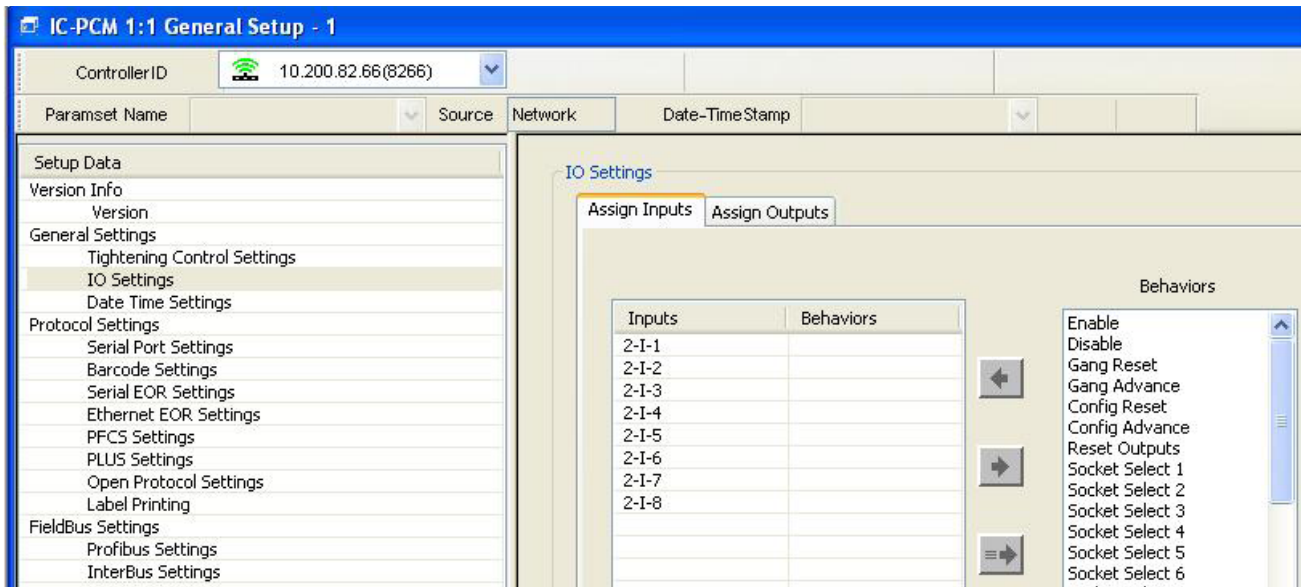 IC-PCM 1:1 General Setup - 1
ControllerID 10.200.82.66(8266)
Paramset Name Source Network Date-TimeStamp
Setup Data
Version Info
Version
General Settings
Tightening Control Settings
IO Settings
Date Time Settings
Protocol Settings
Serial Port Settings
Barcode Settings
Serial EOR Settings
Ethernet EOR Settings
PFCS Settings
PLUS Settings
Open Protocol Settings
Label Printing
FieldBus Settings
Profibus Settings
InterBus Settings
IO Settings
Assign Inputs Assign Outputs
Inputs Behaviors
2-I-1
2-I-2
2-I-3
2-I-4
2-I-5
2-I-6
2-I-7
2-I-8
Behaviors
Enable
Disable
Gang Reset
Gang Advance
Config Reset
Config Advance
Reset Outputs
Socket Select 1
Socket Select 2
Socket Select 3
Socket Select 4
Socket Select 5
Socket Select 6